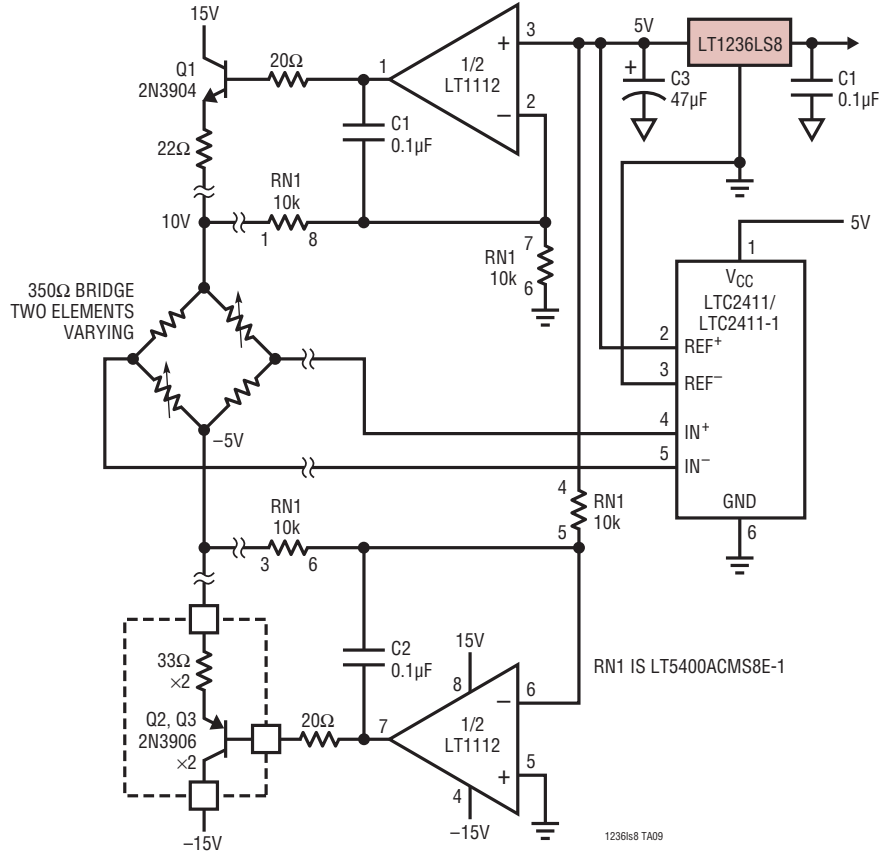 15V
Q1
2N3904
20Ω
1
1/2
LT1112
+
3
–
2
5V
LT1236LS8
+
C3
47µF
C1
0.1µF
C1
0.1µF
22Ω
10V
RN1
10k
1
8
RN1
10k
7
6
5V
1
VCC
LTC2411/
LTC2411-1
2
REF+
3
REF–
4
IN+
5
IN–
GND
6
350Ω BRIDGE
TWO ELEMENTS
VARYING
–5V
RN1
10k
3
6
4
RN1
10k
5
C2
0.1µF
33Ω
×2
Q2, Q3
2N3906
×2
20Ω
7
15V
8
1/2
LT1112
–
6
+
5
4
–15V
–15V
RN1 IS LT5400ACMS8E-1
1236ls8 TA09